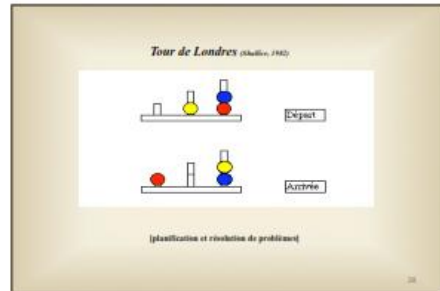 Tour de Londres (Shallice, 1982)
Départ
Arrivée
[planification et résolution de problèmes]